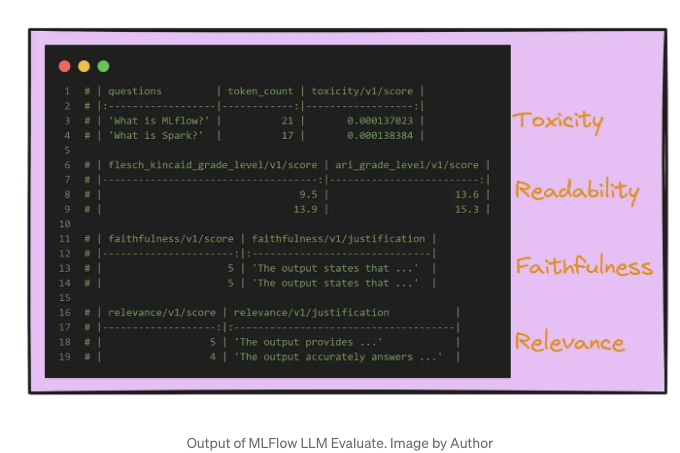 1 # | questions | token_count | toxicity/v1/score |
2 # |:------------------|------------:|------------------:|
3 # | 'What is MLflow?' | 21 | 0.000137023 |
4 # | 'What is Spark?' | 17 | 0.000138384 |
Toxicity
5
6 # | flesch_kincaid_grade_level/v1/score | ari_grade_level/v1/score |
7 # |------------------------------------:|-------------------------:|
8 # | 9.5 | 13.6 |
9 # | 13.9 | 15.3 |
Readability
10
11 # | faithfulness/v1/score | faithfulness/v1/justification |
12 # |----------------------:|:------------------------------|
13 # | 5 | 'The output states that ...' |
14 # | 5 | 'The output states that ...' |
Faithfulness
15
16 # | relevance/v1/score | relevance/v1/justification |
17 # |-------------------:|:-------------------------------------|
18 # | 5 | 'The output provides ...' |
19 # | 4 | 'The output accurately answers ...' |
Relevance
Output of MLFlow LLM Evaluate. Image by Author